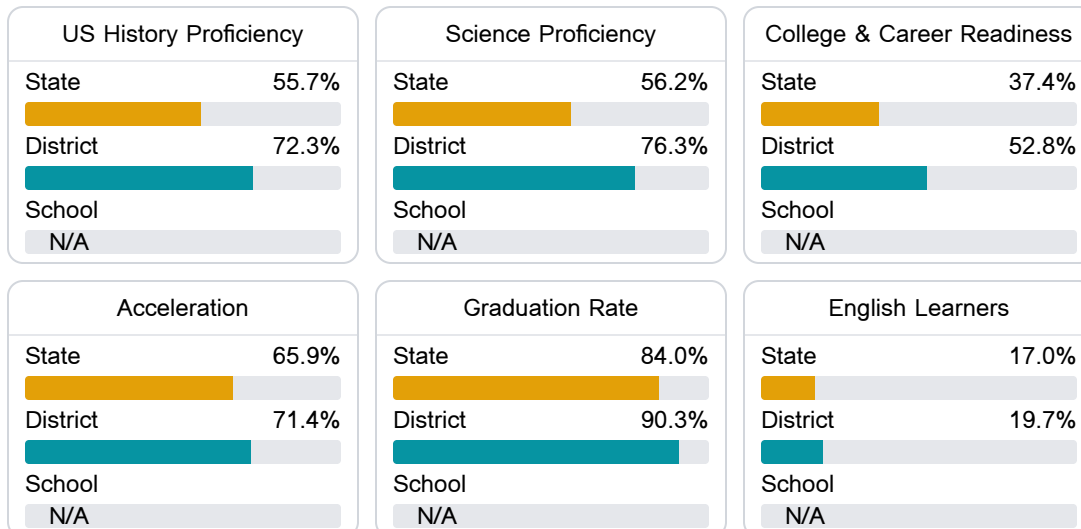 US History Proficiency
State 55.7%
District 72.3%
School
N/A
Science Proficiency
State 56.2%
District 76.3%
School
N/A
College & Career Readiness
State 37.4%
District 52.8%
School
N/A
Acceleration
State 65.9%
District 71.4%
School
N/A
Graduation Rate
State 84.0%
District 90.3%
School
N/A
English Learners
State 17.0%
District 19.7%
School
N/A